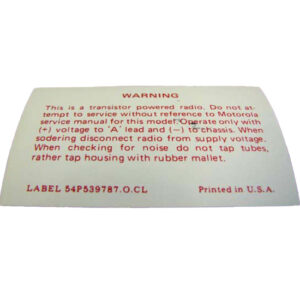 WARNING
This is a transistor powered radio. Do not at-
tempt to service without reference to Motorola
service manual for this model. Operate only with
(+) voltage to 'A' lead and (—) to chassis. When
sodering disconnect radio from supply voltage.
When checking for noise do not tap tubes,
rather tap housing with rubber mallet.
LABEL 54P539787.O.CL Printed in U.S.A.